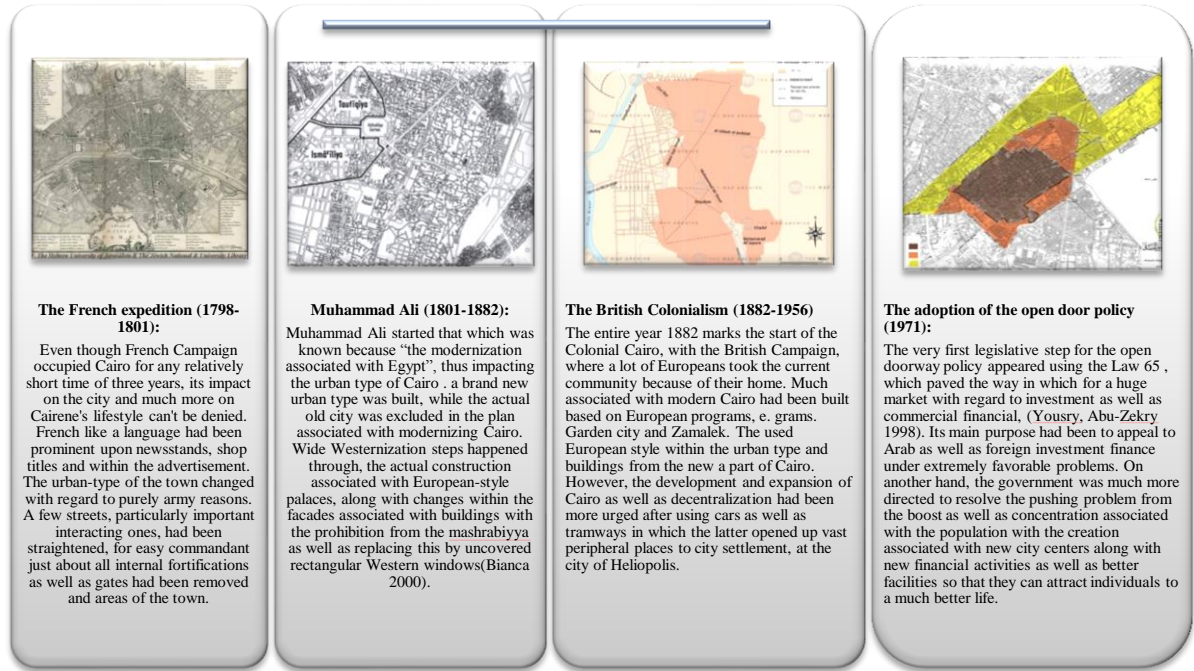 Taufiqiya
Ismā'īliya
The French expedition (1798-
1801):
Even though French Campaign
occupied Cairo for any relatively
short time of three years, its impact
on the city and much more on
Cairene's lifestyle can't be denied.
French like a language had been
prominent upon newsstands, shop
titles and within the advertisement.
The urban-type of the town changed
with regard to purely army reasons.
A few streets, particularly important
interacting ones, had been
straightened, for easy commandant
just about all internal fortifications
as well as gates had been removed
and areas of the town.
Muhammad Ali (1801-1882):
Muhammad Ali started that which was
known because “the modernization
associated with Egypt”, thus impacting
the urban type of Cairo . a brand new
urban type was built, while the actual
old city was excluded in the plan
associated with modernizing Cairo.
Wide Westernization steps happened
through, the actual construction
associated with European-style
palaces, along with changes within the
facades associated with buildings with
the prohibition from the mashrabiyya
as well as replacing this by uncovered
rectangular Western windows(Bianca
2000).
The British Colonialism (1882-1956)
The entire year 1882 marks the start of the
Colonial Cairo, with the British Campaign,
where a lot of Europeans took the current
community because of their home. Much
associated with modern Cairo had been built
based on European programs, e. grams.
Garden city and Zamalek. The used
European style within the urban type and
buildings from the new a part of Cairo.
However, the development and expansion of
Cairo as well as decentralization had been
more urged after using cars as well as
tramways in which the latter opened up vast
peripheral places to city settlement, at the
city of Heliopolis.
The adoption of the open door policy
(1971):
The very first legislative step for the open
doorway policy appeared using the Law 65 ,
which paved the way in which for a huge
market with regard to investment as well as
commercial financial, (Yousry, Abu-Zekry
1998). Its main purpose had been to appeal to
Arab as well as foreign investment finance
under extremely favorable problems. On
another hand, the government was much more
directed to resolve the pushing problem from
the boost as well as concentration associated
with the population with the creation
associated with new city centers along with
new financial activities as well as better
facilities so that they can attract individuals to
a much better life.